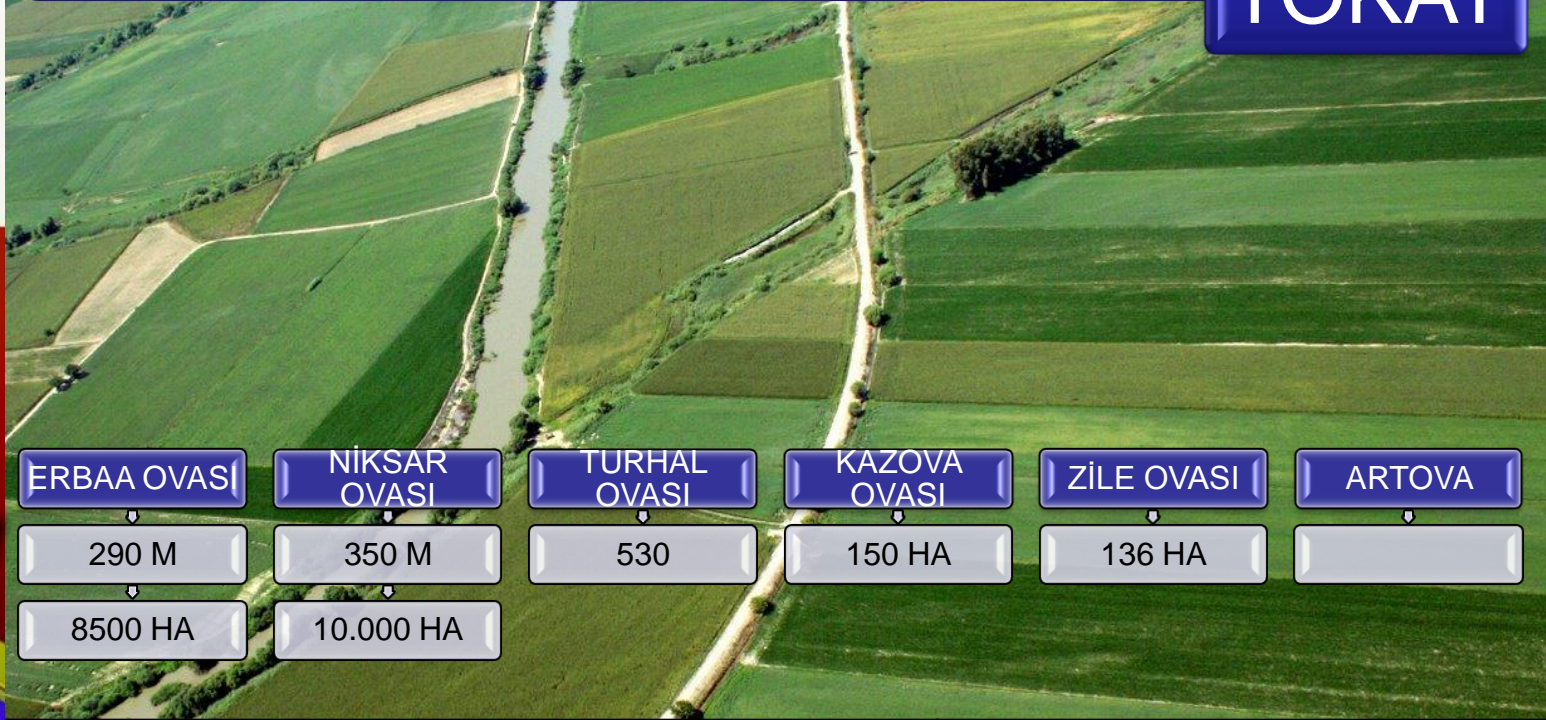 TOKAT
ERBAA OVASI
290 M
8500 HA
NİKSAR
OVASI
350 M
10.000 HA
TURHAL
OVASI
530
KAZOVA
OVASI
150 HA
ZİLE OVASI
136 HA
ARTOVA